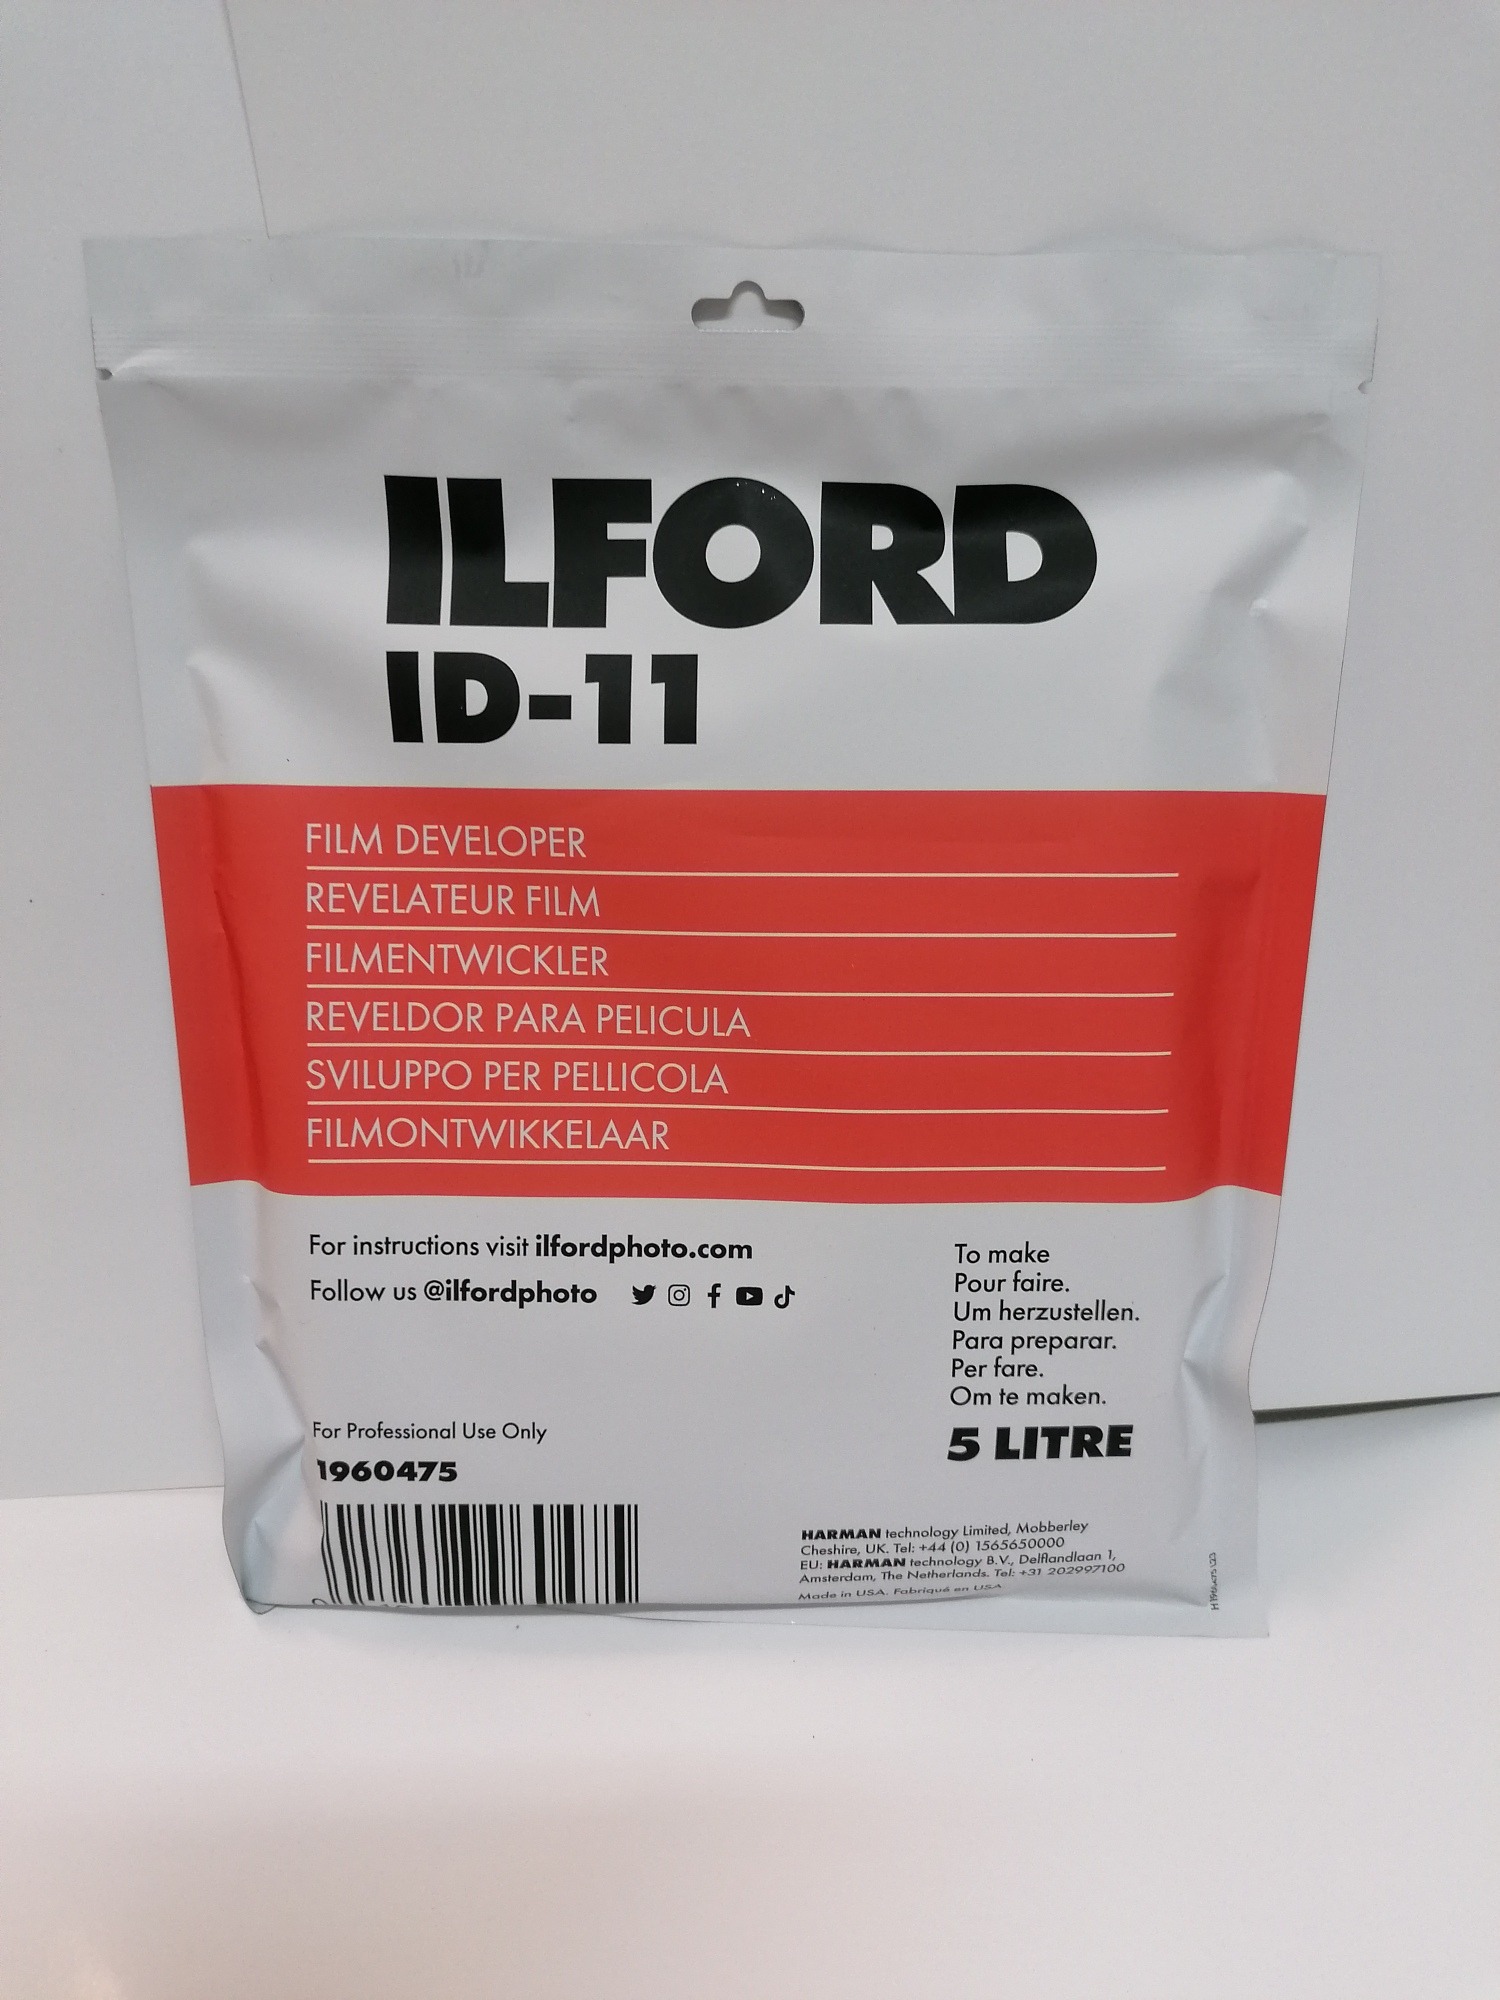 ILFORD
ID-11
FILM DEVELOPER
REVELATEUR FILM
FILMENTWICKLER
REVELDOR PARA PELICULA
SVILUPPO PER PELLICOLA
FILMONTWIKKELAAR
For instructions visit ilfordphoto.com
Follow us @ilfordphoto
For Professional Use Only
1960475
To make
Pour faire.
Um herzustellen.
Para preparar.
Per fare.
Om te maken.
5 LITRE
HARMAN technology Limited, Mobberley
Cheshire, UK. Tel: +44 (0) 1565650000
EU: HARMAN technology B.V., Delflandlaan 1,
Amsterdam, The Netherlands. Tel: +31 202997100
Made in USA. Fabriqué en USA